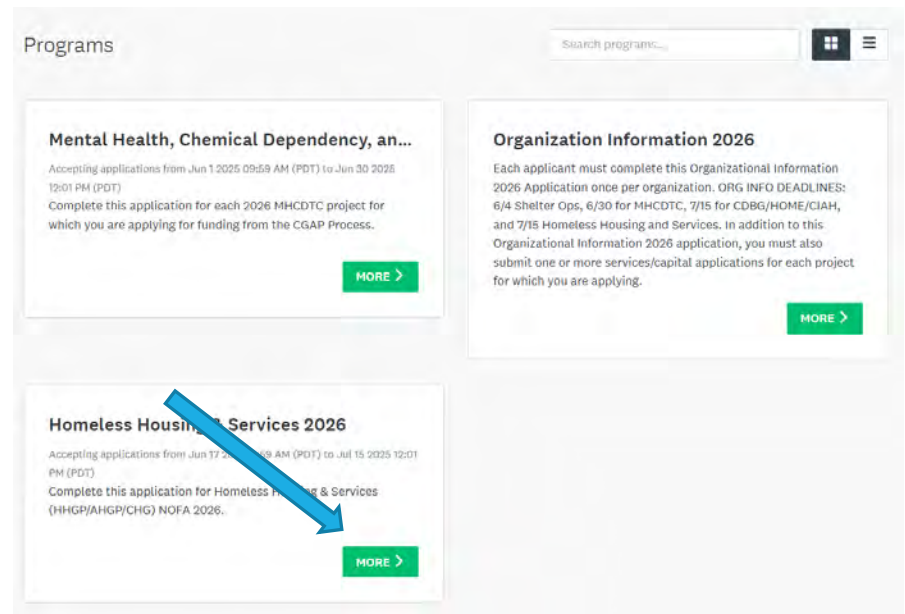 Programs
Search programs...
Mental Health, Chemical Dependency, an...
Accepting applications from Jun 1 2025 09:59 AM (PDT) to Jun 30 2025
12:01 PM (PDT)
Complete this application for each 2026 MHCDTC project for
which you are applying for funding from the CGAP Process.
MORE >
Organization Information 2026
Each applicant must complete this Organizational Information
2026 Application once per organization. ORG INFO DEADLINES:
6/4 Shelter Ops, 6/30 for MHCDTC, 7/15 for CDBG/HOME/CIAH,
and 7/15 Homeless Housing and Services. In addition to this
Organizational Information 2026 application, you must also
submit one or more services/capital applications for each project
for which you are applying.
MORE >
Homeless Housing & Services 2026
Accepting applications from Jun 17 AM (PDT) to Jul 15 2025 12:01
PM (PDT)
Complete this application for Homeless & Services
(HHGP/AHGP/CHG) NOFA 2026.
MORE >